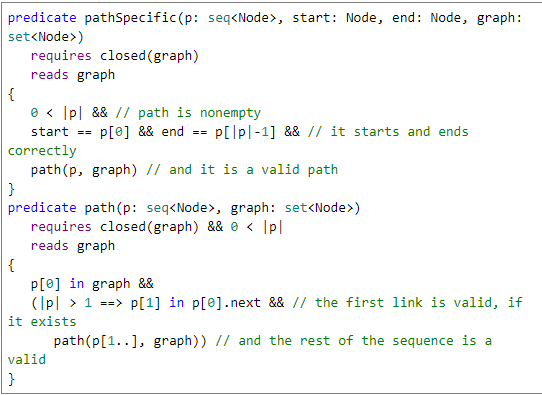 predicate pathSpecific(p: seq<Node>, start: Node, end: Node, graph:
set<Node>)
   requires closed(graph)
   reads graph
{
   0 < |p| && // path is nonempty
   start == p[0] && end == p[|p|-1] && // it starts and ends
correctly
   path(p, graph) // and it is a valid path
}
predicate path(p: seq<Node>, graph: set<Node>)
   requires closed(graph) && 0 < |p|
   reads graph
{
   p[0] in graph &&
   (|p| > 1 ==> p[1] in p[0].next && // the first link is valid, if
it exists
      path(p[1..], graph)) // and the rest of the sequence is a
valid
}